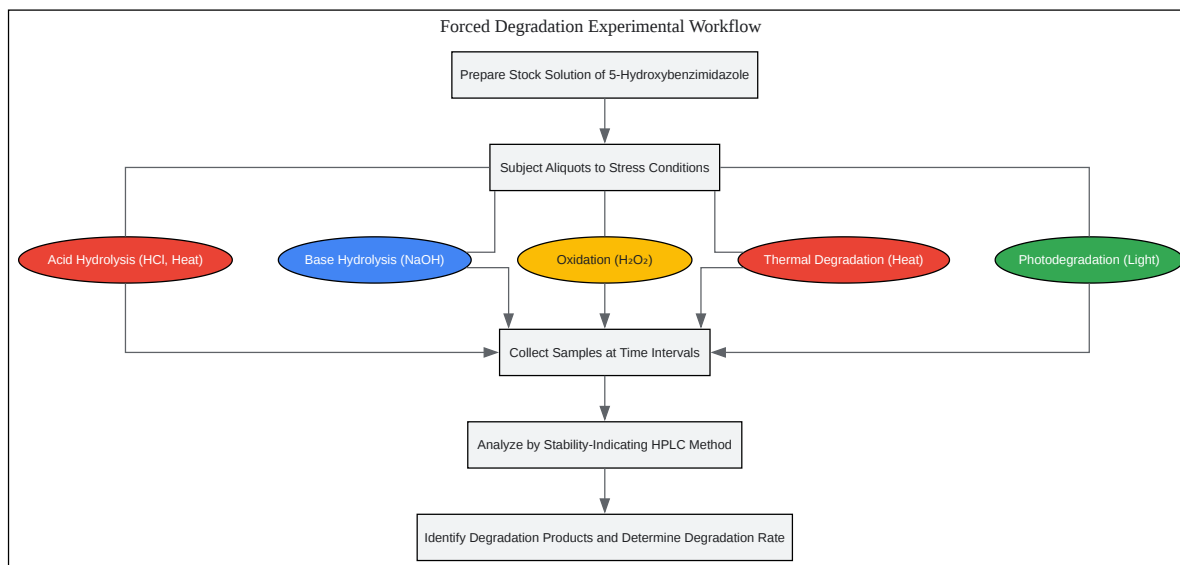 Forced Degradation Experimental Workflow
Prepare Stock Solution of 5-Hydroxybenzimidazole
Subject Aliquots to Stress Conditions
Acid Hydrolysis (HCl, Heat)
Base Hydrolysis (NaOH)
Oxidation (H₂O₂)
Thermal Degradation (Heat)
Photodegradation (Light)
Collect Samples at Time Intervals
Analyze by Stability-Indicating HPLC Method
Identify Degradation Products and Determine Degradation Rate